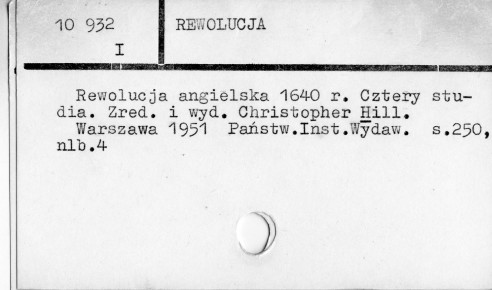 10 932 REWOLUCJA
I
Rewolucja angielska 1640 r. Cztery stu-
dia. Zred. i wyd. Christopher Hill.
Warszawa 1951 Państw.Inst.Wydaw. s.250,
nlb.4